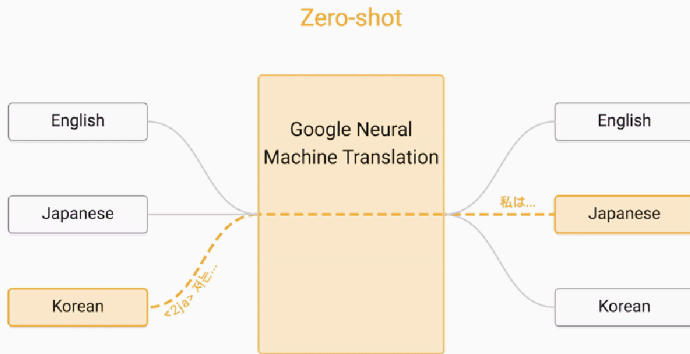 Zero-shot
English
Google Neural
Machine Translation
English
Japanese
私は...
Japanese
Korean
<2ja> 저는...
Korean